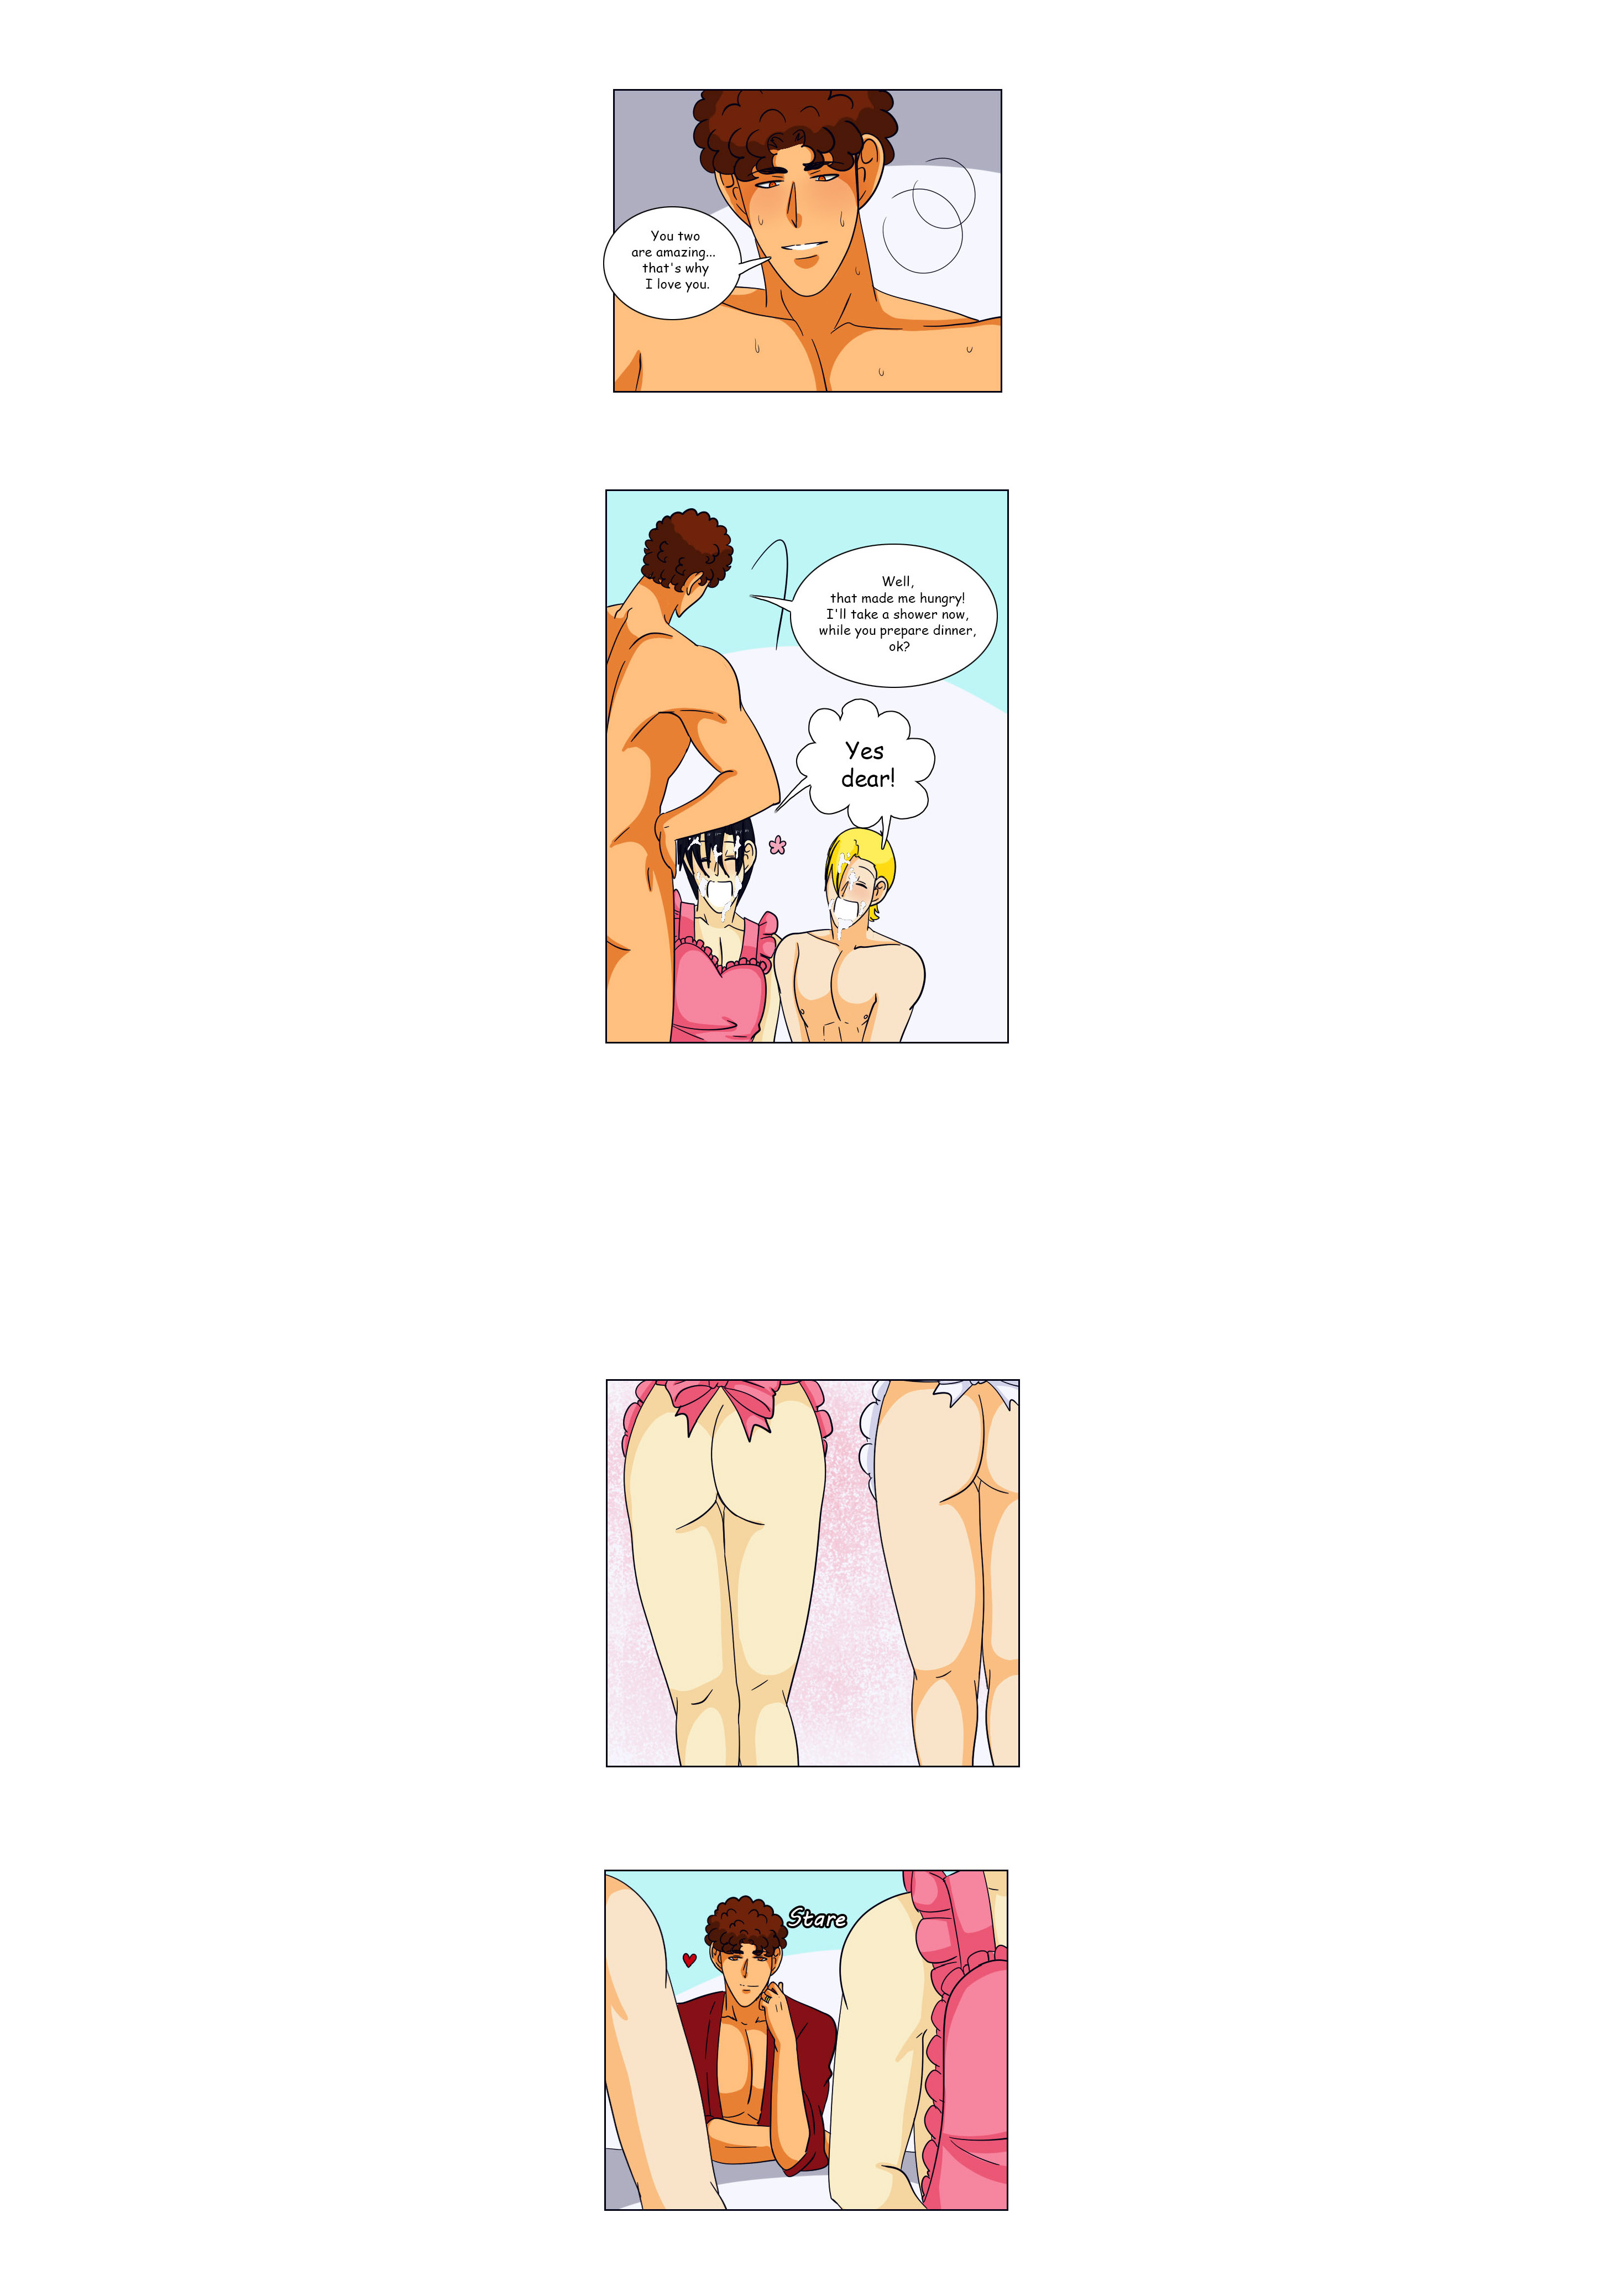 You two
are amazing...
that's why
I love you.
Well,
that made me hungry!
I'll take a shower now,
while you prepare dinner,
ok?
Yes
dear!
Stare